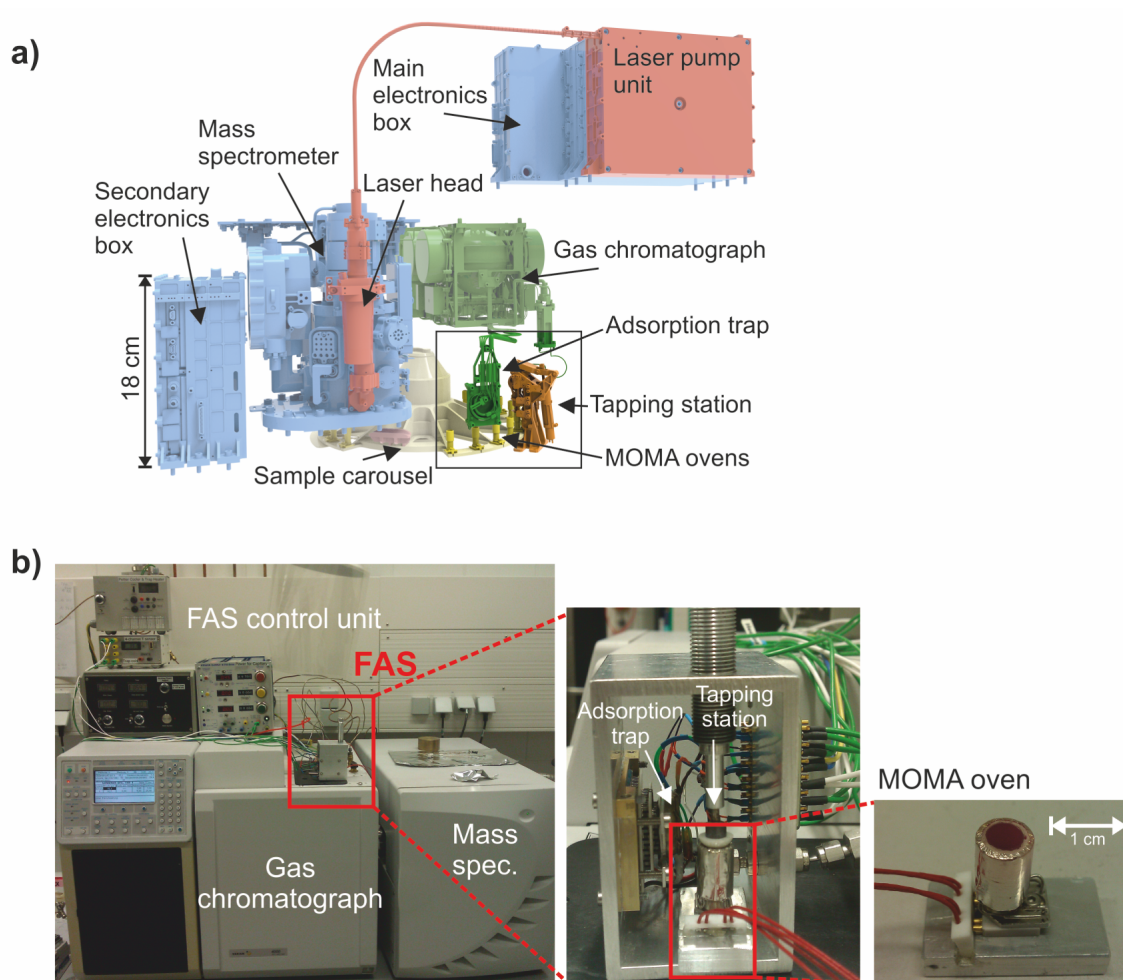 a)
Laser pump
unit
Main
electronics
box
Mass
spectrometer
Laser head
Secondary
electronics
box
Gas chromatograph
Adsorption trap
18 cm
Tapping station
MOMA ovens
Sample carousel
b)
FAS control unit
FAS
Tapping
station
Adsorption
trap
MOMA oven
1 cm
Mass
spec.
Gas
chromatograph